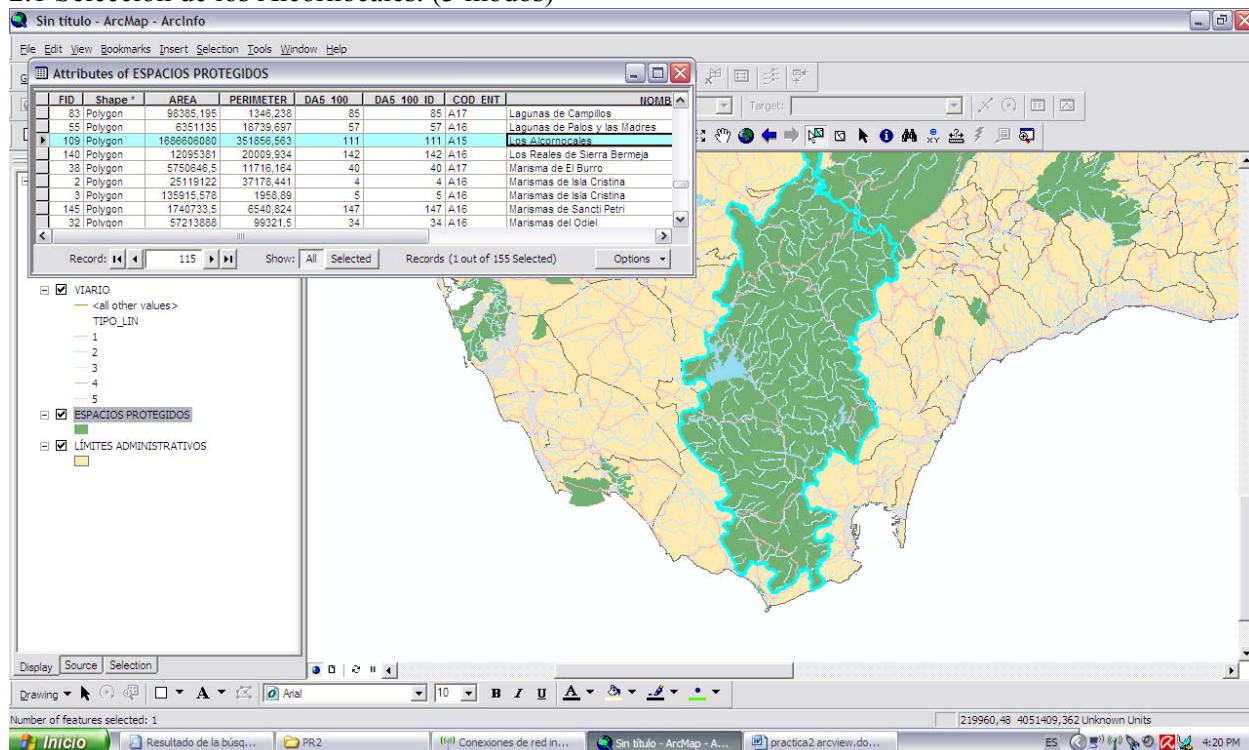 2.1 Selección de los Alcornocales. (3 modos)
Sin título - ArcMap - ArcInfo
File Edit View Bookmarks Insert Selection Tools Window Help
Attributes of ESPACIOS PROTEGIDOS
Target:
FID Shape * AREA PERIMETER DA5_100 DA5_100_ID COD_ENT NOMB
83 Polygon 98385,195 1346,238 85 85 A17 Lagunas de Campillos
55 Polygon 6351135 18739,697 57 57 A16 Lagunas de Palos y las Madres
109 Polygon 1686606080 351856,563 111 111 A15 Los Alcornocales
140 Polygon 12095381 20009,934 142 142 A16 Los Reales de Sierra Bermeja
38 Polygon 5750646,5 11716,164 40 40 A17 Marisma de El Burro
2 Polygon 25119122 37178,441 4 4 A16 Marismas de Isla Cristina
3 Polygon 135915,578 1958,89 5 5 A16 Marismas de Isla Cristina
145 Polygon 1740733,5 6540,824 147 147 A16 Marismas de Sancti Petri
32 Polygon 57213888 99321,5 34 34 A16 Marismas del Odiel
Record: 115 Show: All Selected Records (1 out of 155 Selected) Options
VIARIO
<all other values>
TIPO_LIN
1
2
3
4
5
ESPACIOS PROTEGIDOS
LÍMITES ADMINISTRATIVOS
Display Source Selection
Drawing A Arial 10 B I U A
Number of features selected: 1
219960,48 4051409,362 Unknown Units
Inicio Resultado de la búsq... PR2 Conexiones de red in... Sin título - ArcMap - A... practica2 arcview.do... ES 4:20 PM